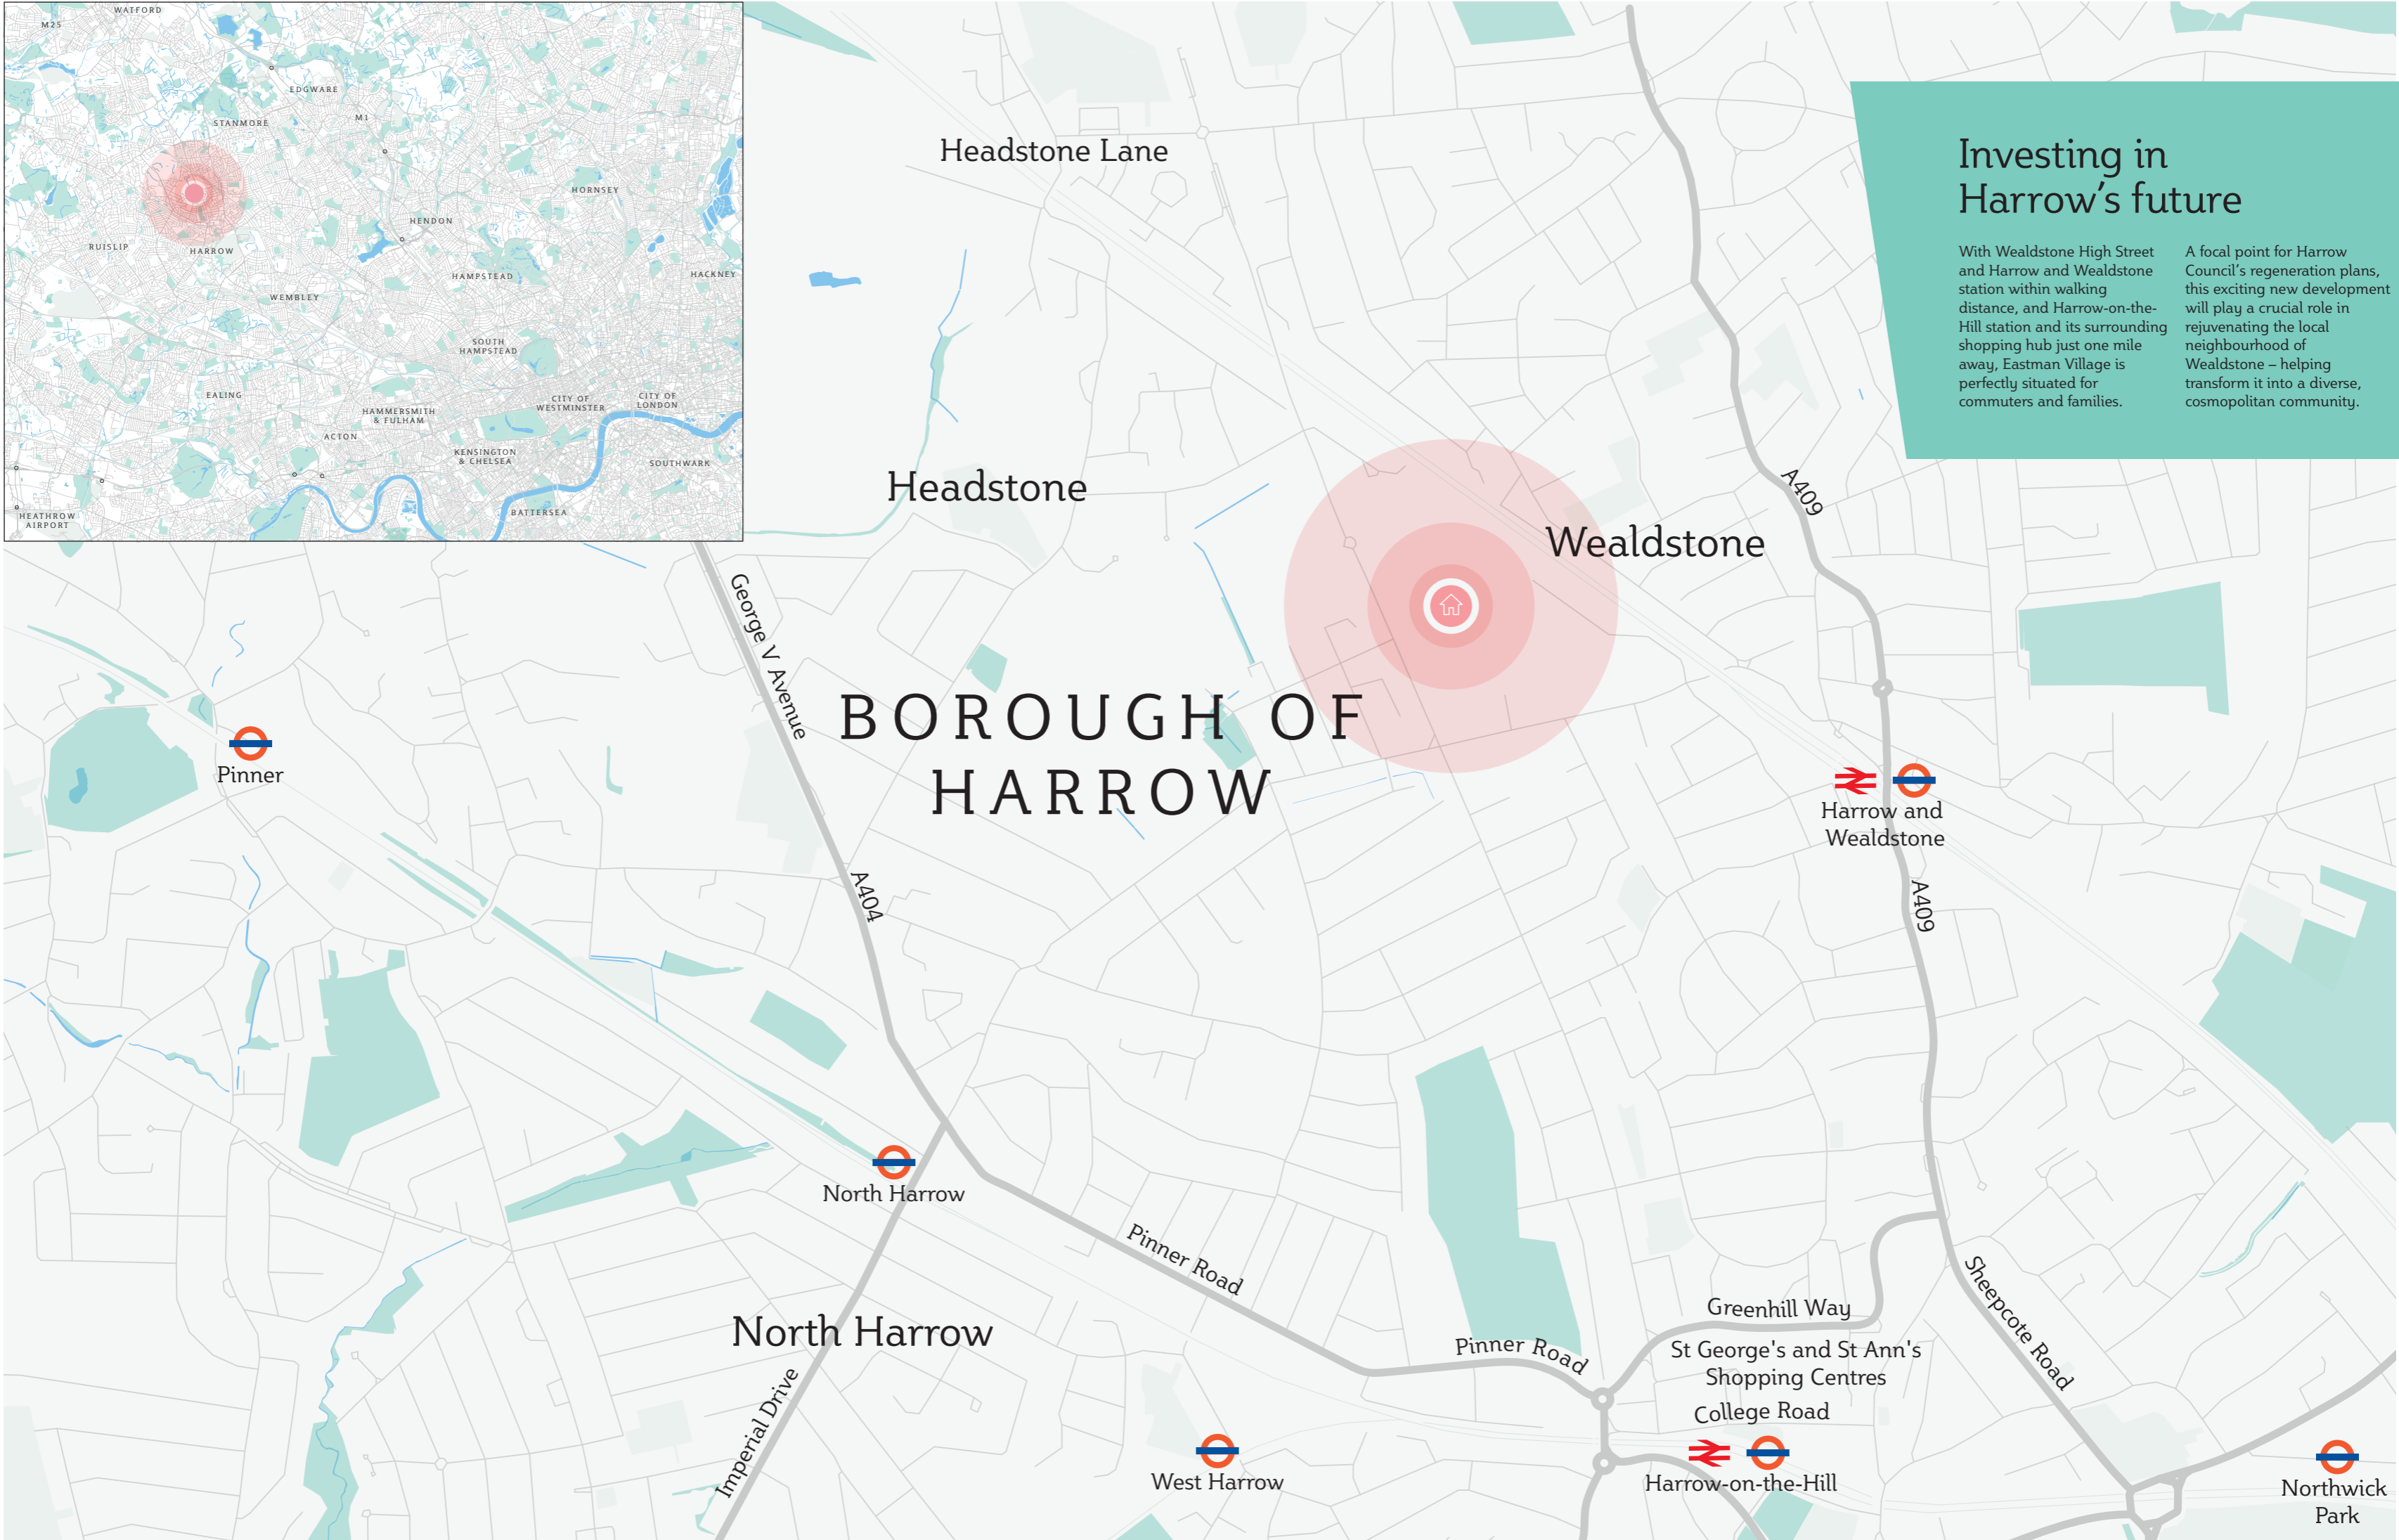 WATFORD
M25
EDGWARE
M1
STANMORE
HORNSEY
HENDON
RUISLIP
HARROW
HAMPSTEAD
HACKNEY
WEMBLEY
SOUTH
HAMPSTEAD
EALING
CITY OF
WESTMINSTER
CITY OF
LONDON
HAMMERSMITH
& FULHAM
ACTON
KENSINGTON
& CHELSEA
SOUTHWARK
HEATHROW
AIRPORT
BATTERSEA
Headstone Lane
Investing in
Harrow’s future
With Wealdstone High Street
and Harrow and Wealdstone
station within walking
distance, and Harrow-on-the-
Hill station and its surrounding
shopping hub just one mile
away, Eastman Village is
perfectly situated for
commuters and families.
A focal point for Harrow
Council’s regeneration plans,
this exciting new development
will play a crucial role in
rejuvenating the local
neighbourhood of
Wealdstone – helping
transform it into a diverse,
cosmopolitan community.
Headstone
A409
Wealdstone
George V Avenue
BOROUGH OF
HARROW
Pinner
Harrow and
Wealdstone
A404
A409
North Harrow
Pinner Road
North Harrow
Imperial Drive
Pinner Road
Greenhill Way
St George's and St Ann's
Shopping Centres
College Road
Sheepcote Road
West Harrow
Harrow-on-the-Hill
Northwick
Park